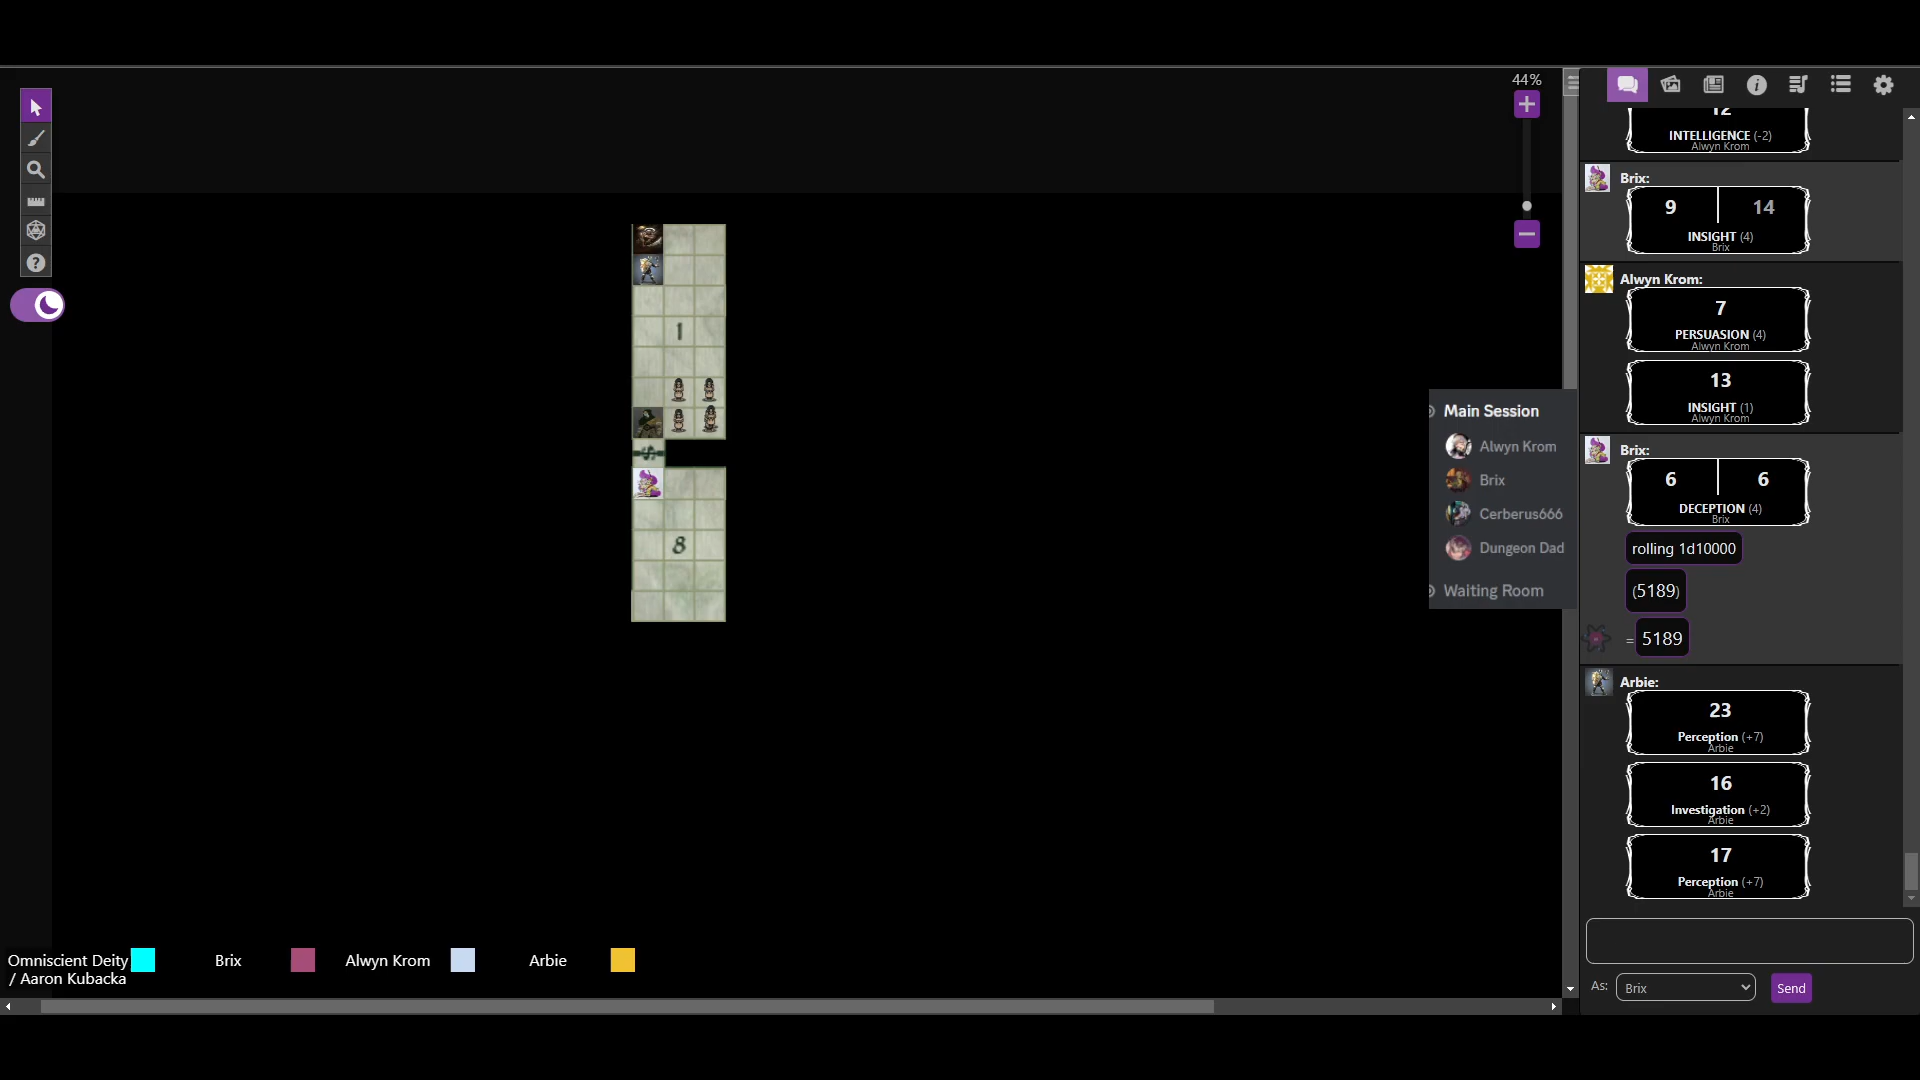 44%
12
INTELLIGENCE (-2)
Alwyn Krom
Brix:
9 14
INSIGHT (4)
Brix
Alwyn Krom:
7
PERSUASION (4)
Alwyn Krom
13
INSIGHT (1)
Alwyn Krom
Brix:
6 6
DECEPTION (4)
Brix
rolling 1d10000
(5189)
= 5189
Arbie:
23
Perception (+7)
Arbie
16
Investigation (+2)
Arbie
17
Perception (+7)
Arbie
As: Brix Send
1
$
8
Main Session
Alwyn Krom
Brix
Cerberus666
Dungeon Dad
Waiting Room
Omniscient Deity
/ Aaron Kubacka
Brix
Alwyn Krom
Arbie